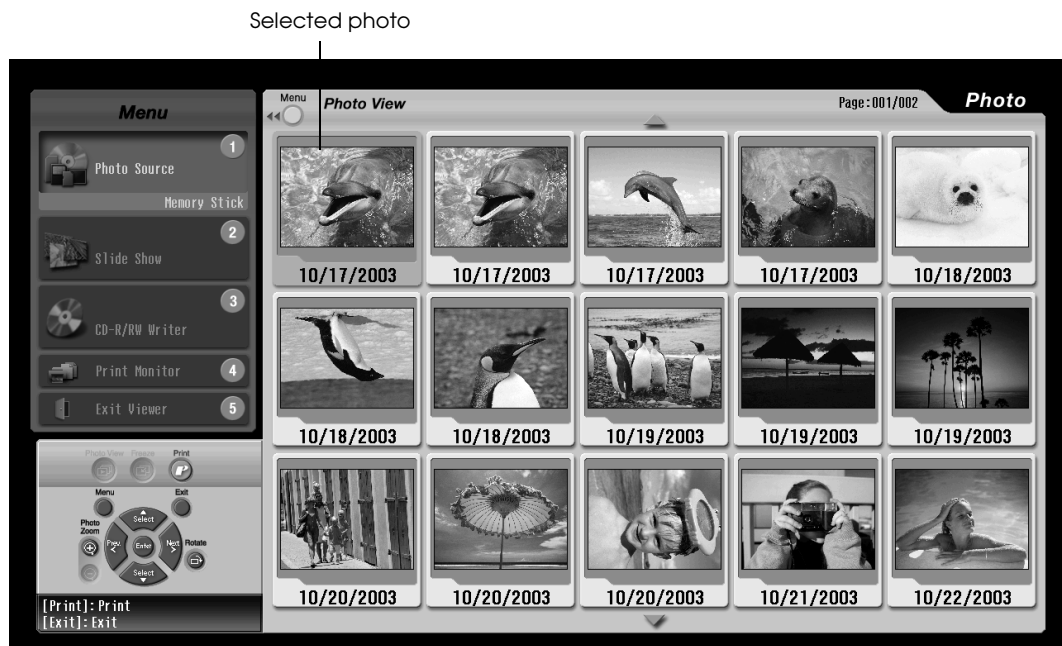 Selected photo
Menu
Photo Source
1
Memory Stick
Slide Show
2
CD-R/RW Writer
3
Print Monitor
4
Exit Viewer
5
Photo View
Freeze
Print
Menu
Exit
Photo Zoom
Select
Prev.
<
Enter
Next
>
Rotate
Select
[Print]: Print
[Exit]: Exit
Menu
Photo View
Page:001/002
Photo
10/17/2003
10/17/2003
10/17/2003
10/17/2003
10/18/2003
10/18/2003
10/18/2003
10/19/2003
10/19/2003
10/19/2003
10/20/2003
10/20/2003
10/20/2003
10/21/2003
10/22/2003